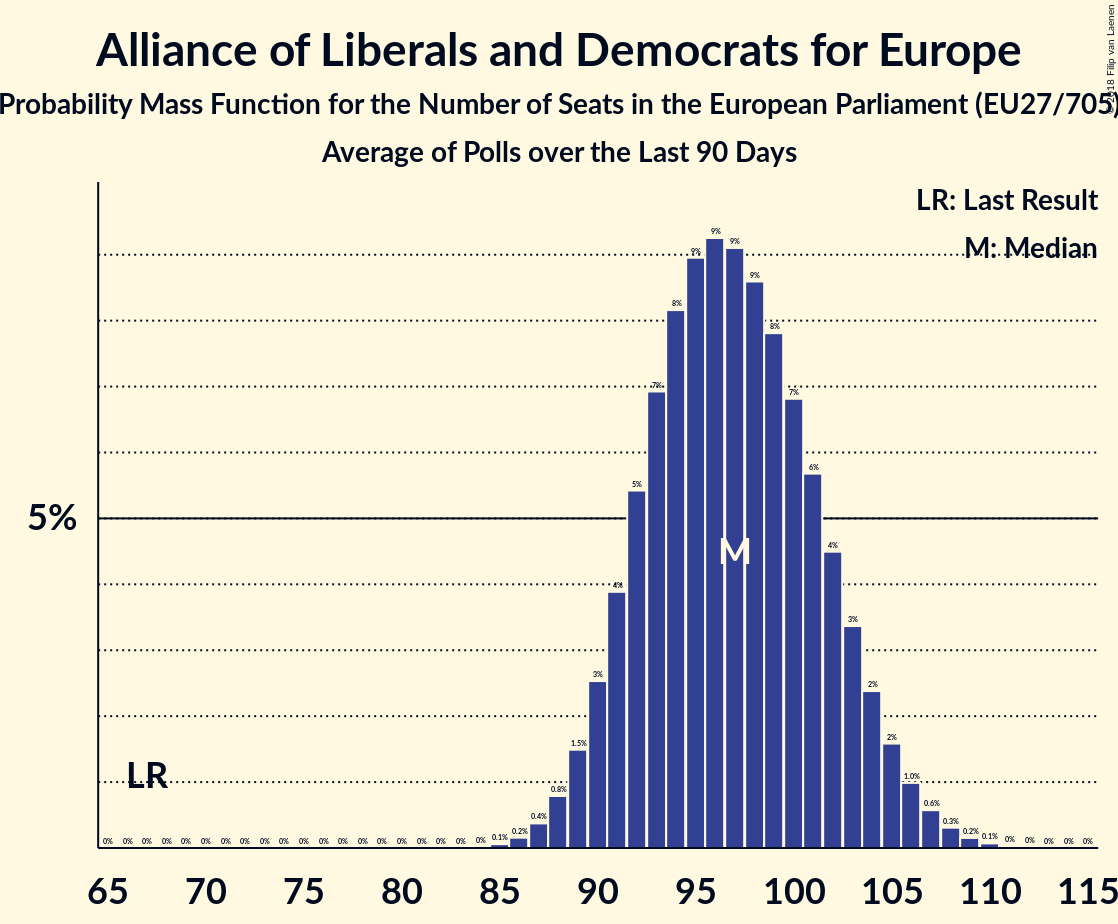 Alliance of Liberals and Democrats for Europe
Probability Mass Function for the Number of Seats in the European Parliament (EU27/705)
Average of Polls over the Last 90 Days
© 2018 Filip van Laenen
LR: Last Result
M: Median
5%
LR
M
0% 0% 0% 0% 0% 0% 0% 0% 0% 0% 0% 0% 0% 0% 0% 0% 0% 0% 0% 0% 0.1% 0.2% 0.4% 0.8% 1.5% 3% 4% 5% 7% 8% 9% 9% 9% 9% 8% 7% 6% 4% 3% 2% 2% 1.0% 0.6% 0.3% 0.2% 0.1% 0% 0% 0% 0% 0%
65 70 75 80 85 90 95 100 105 110 115